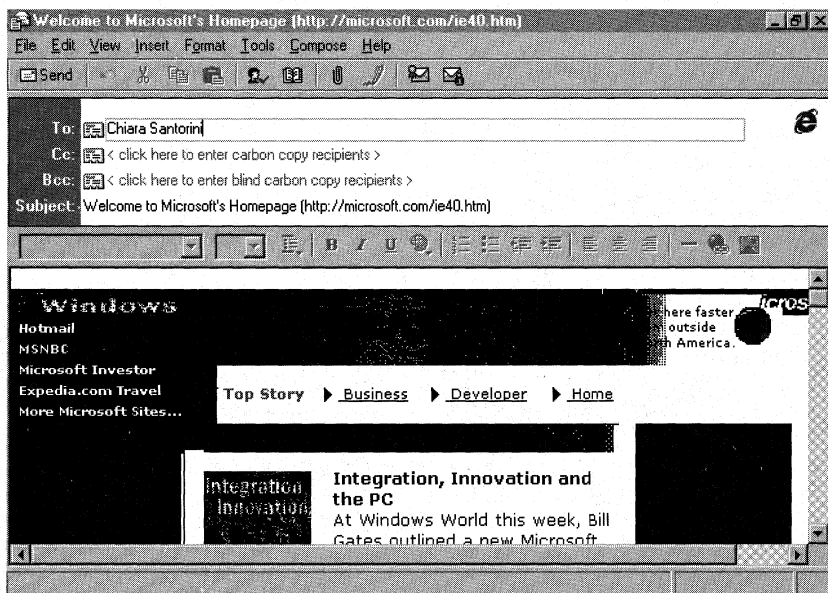 Welcome to Microsoft's Homepage (http://microsoft.com/ie40.htm)
File Edit View Insert Format Tools Compose Help
Send
To: Chiara Santorini
Cc: < click here to enter carbon copy recipients >
Bcc: < click here to enter blind carbon copy recipients >
Subject: Welcome to Microsoft's Homepage (http://microsoft.com/ie40.htm)
B I U
Windows
icros
here faster
outside
h America.
Hotmail
MSNBC
Microsoft Investor
Expedia.com Travel
More Microsoft Sites...
Top Story Business Developer Home
Integration
Innovation
Integration, Innovation and
the PC
At Windows World this week, Bill
Gates outlined a new Microsoft